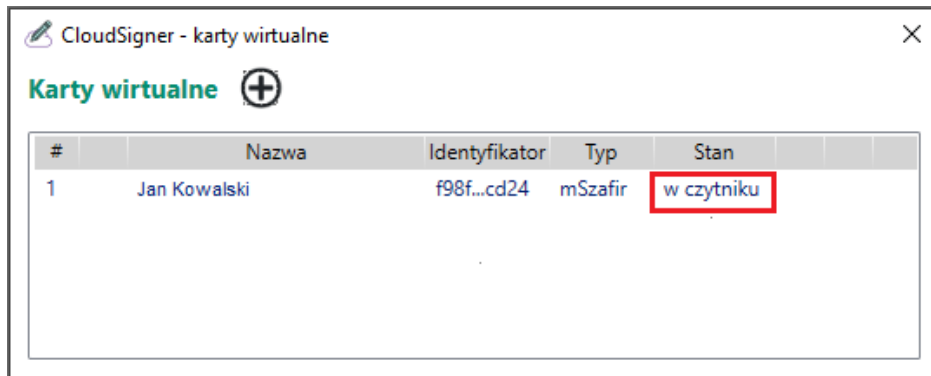 CloudSigner - karty wirtualne
Karty wirtualne
# Nazwa Identyfikator Typ Stan
1 Jan Kowalski f98f...cd24 mSzafir w czytniku